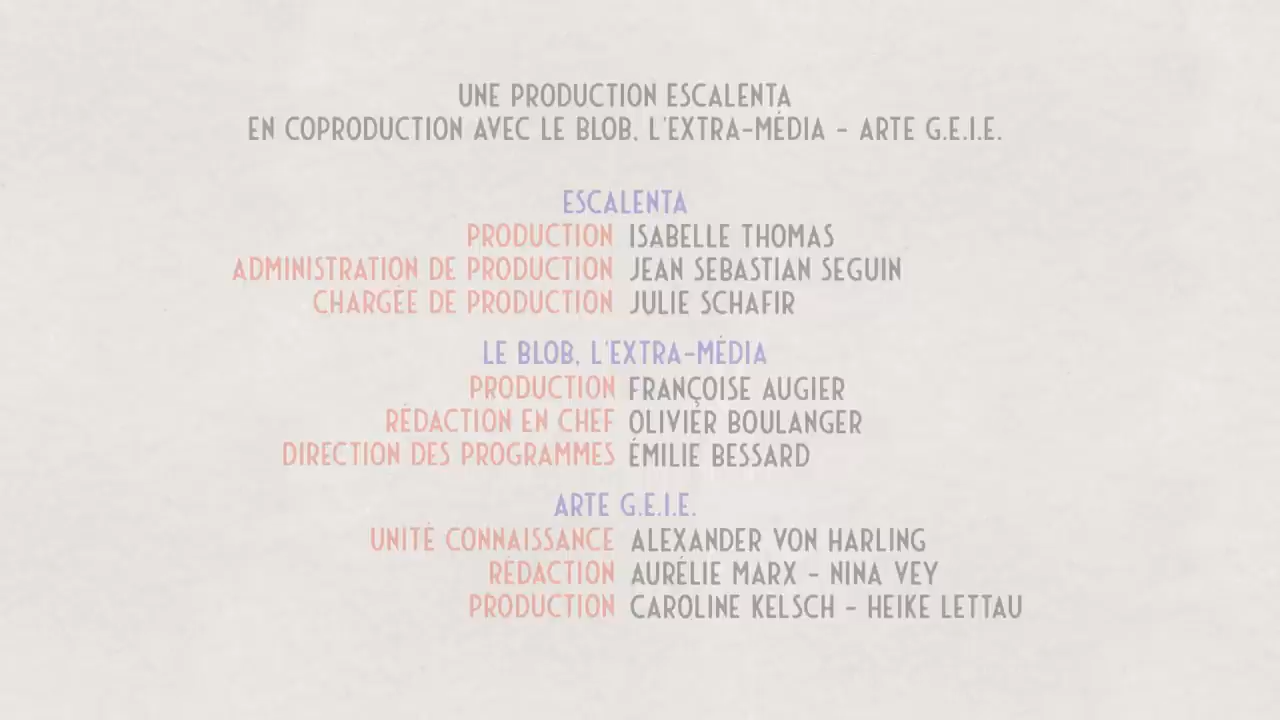 UNE PRODUCTION ESCALENTA
EN COPRODUCTION AVEC LE BLOB, L'EXTRA-MÉDIA - ARTE G.E.I.E.
ESCALENTA
PRODUCTION ISABELLE THOMAS
ADMINISTRATION DE PRODUCTION JEAN SEBASTIAN SEGUIN
CHARGÉE DE PRODUCTION JULIE SCHAFIR
LE BLOB, L'EXTRA-MÉDIA
PRODUCTION FRANÇOISE AUGIER
RÉDACTION EN CHEF OLIVIER BOULANGER
DIRECTION DES PROGRAMMES ÉMILIE BESSARD
ARTE G.E.I.E.
UNITÉ CONNAISSANCE ALEXANDER VON HARLING
RÉDACTION AURÉLIE MARX - NINA VEY
PRODUCTION CAROLINE KELSCH - HEIKE LETTAU